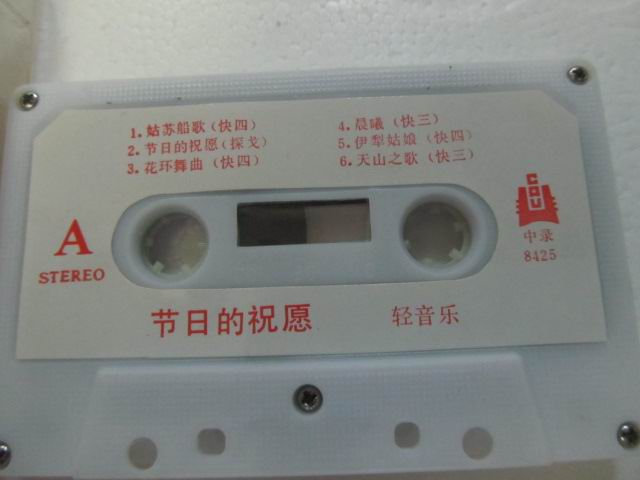 1. 姑苏船歌（快四）
2. 节日的祝愿（探戈）
3. 花环舞曲（快四）
4. 晨曦（快三）
5. 伊犁姑娘（快四）
6. 天山之歌（快三）
A
STEREO
中录
8425
节日的祝愿
轻音乐